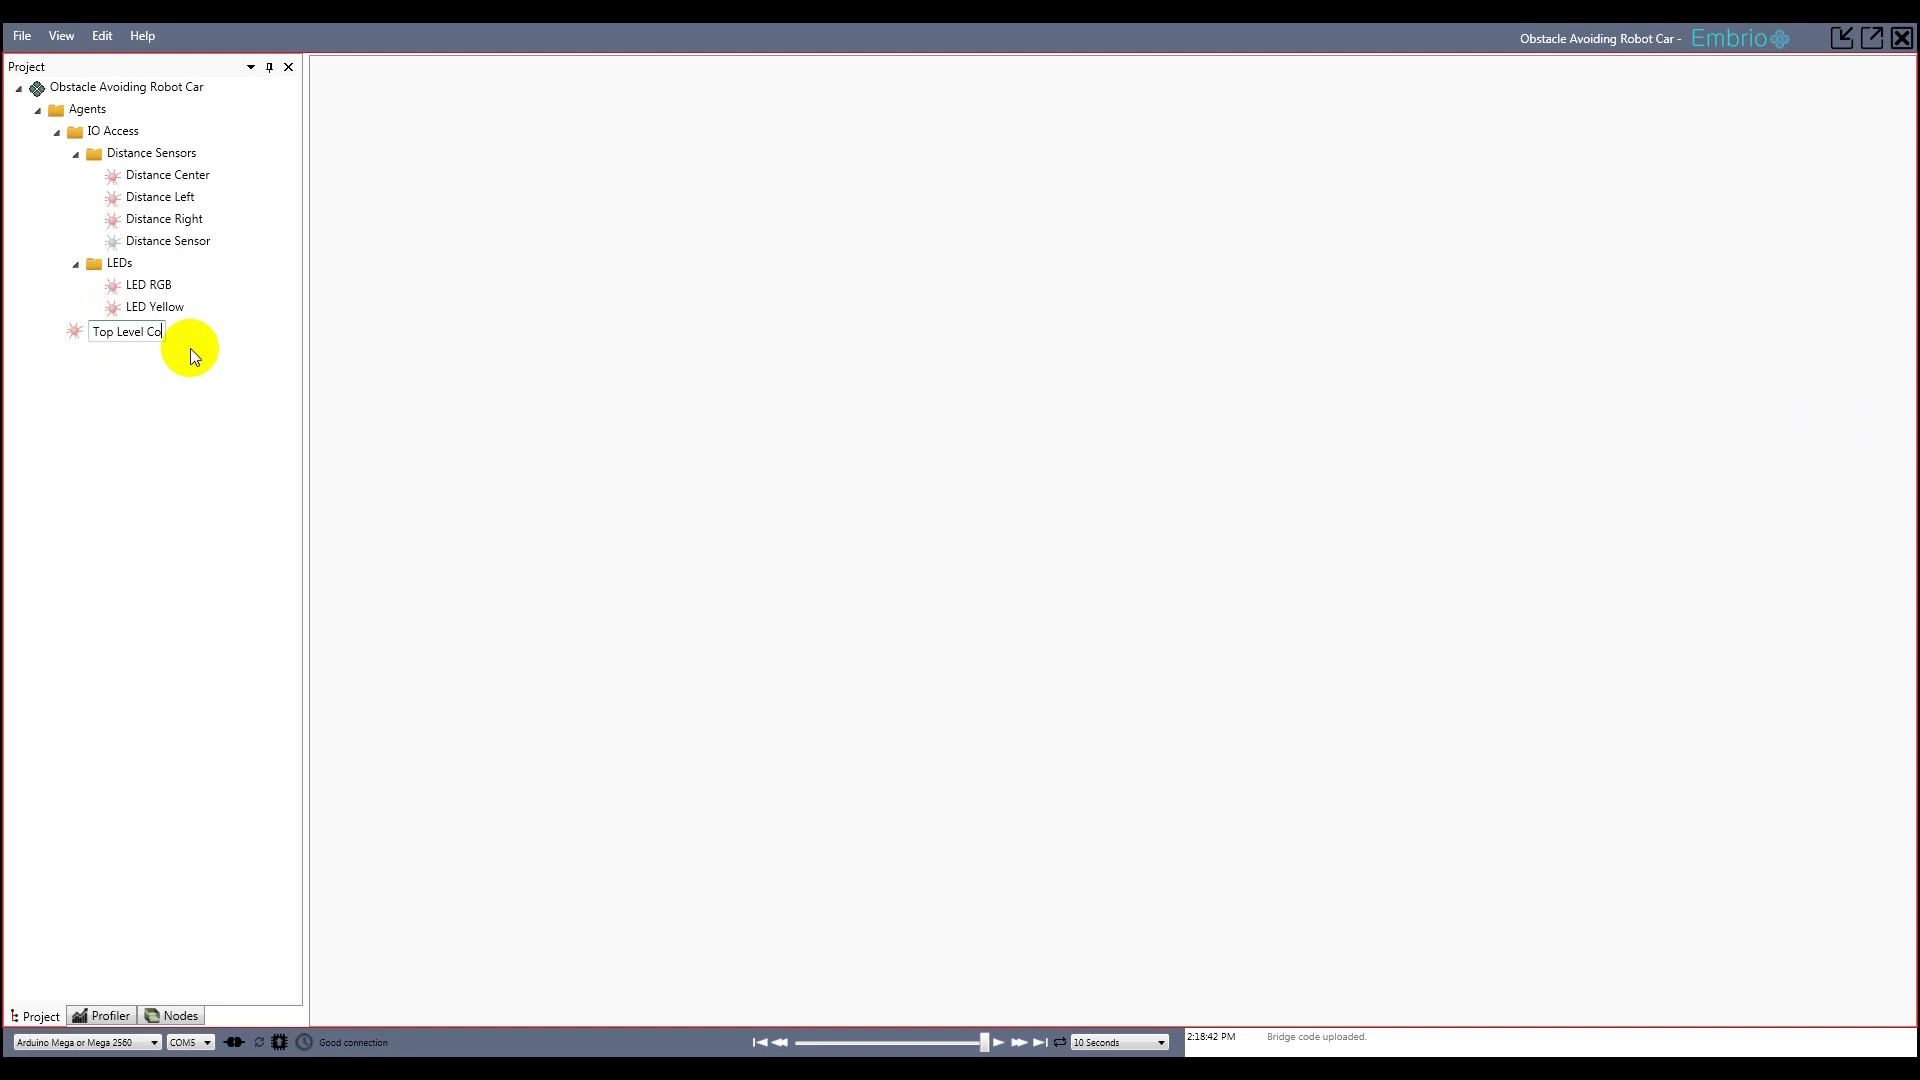 File View Edit Help
Obstacle Avoiding Robot Car - Embrio
Project
Obstacle Avoiding Robot Car
Agents
IO Access
Distance Sensors
Distance Center
Distance Left
Distance Right
Distance Sensor
LEDs
LED RGB
LED Yellow
Top Level Co
Project Profiler Nodes
Arduino Mega or Mega 2560 COM5 Good connection 10 Seconds 2:18:42 PM Bridge code uploaded.